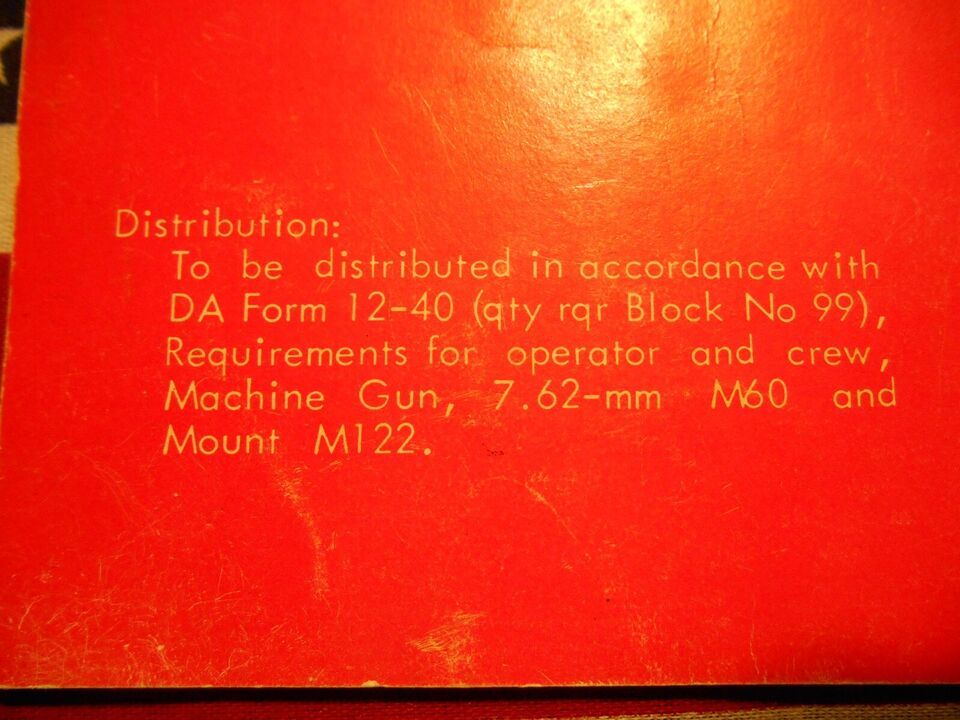 Distribution:
To be distributed in accordance with
DA Form 12-40 (qty rqr Block No 99),
Requirements for operator and crew,
Machine Gun, 7.62-mm M60 and
Mount M122.